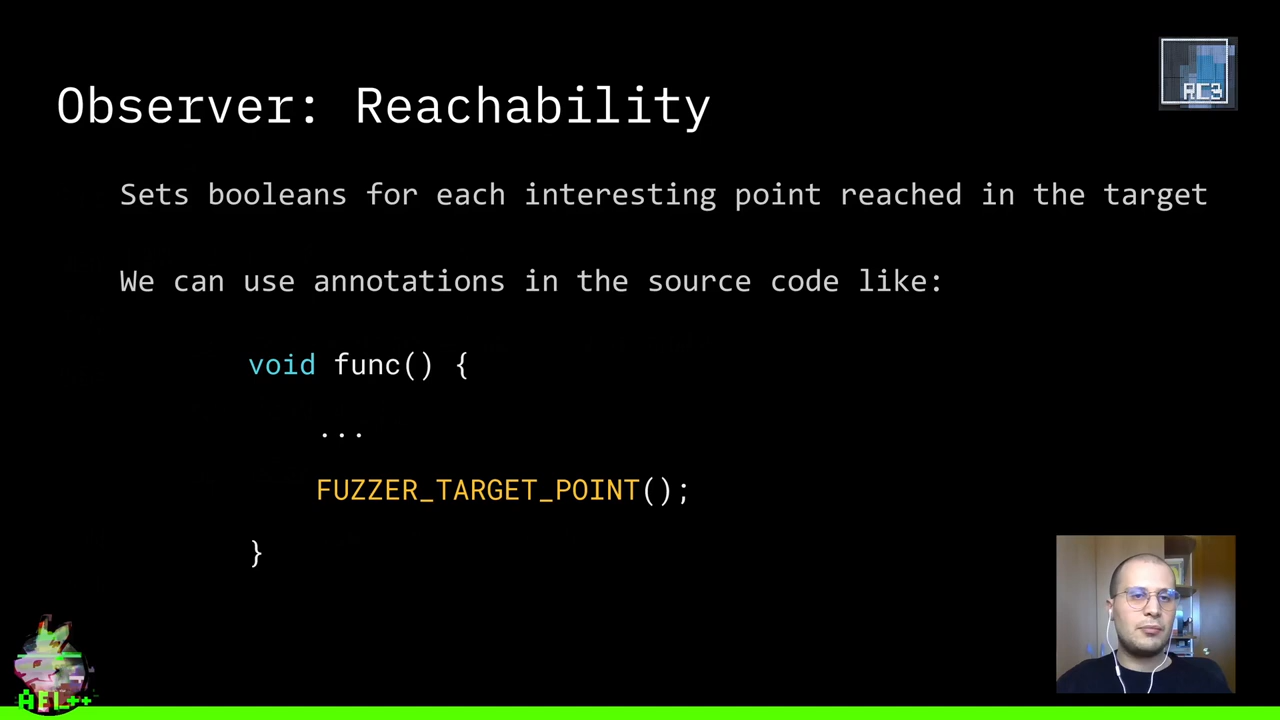 Observer: Reachability
RC3
Sets booleans for each interesting point reached in the target
We can use annotations in the source code like:
void func() {
...
FUZZER_TARGET_POINT();
}
AFL++